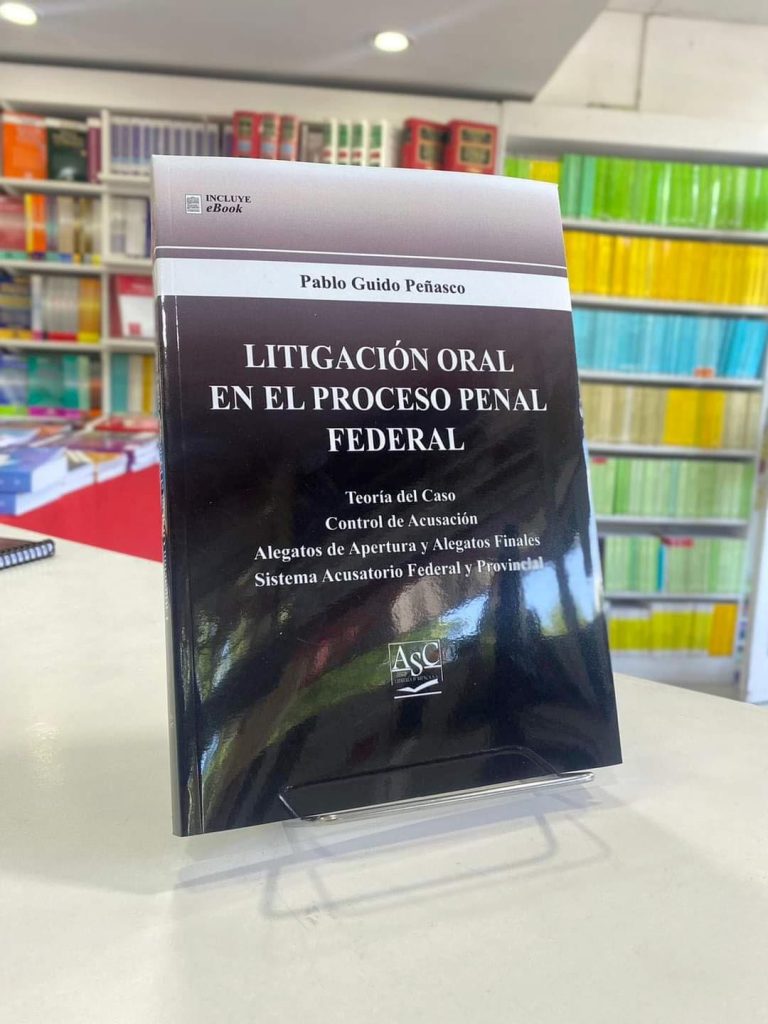 INCLUYE
eBook
Pablo Guido Peñasco
LITIGACIÓN ORAL
EN EL PROCESO PENAL
FEDERAL
Teoría del Caso
Control de Acusación
Alegatos de Apertura y Alegatos Finales
Sistema Acusatorio Federal y Provincial
ASC